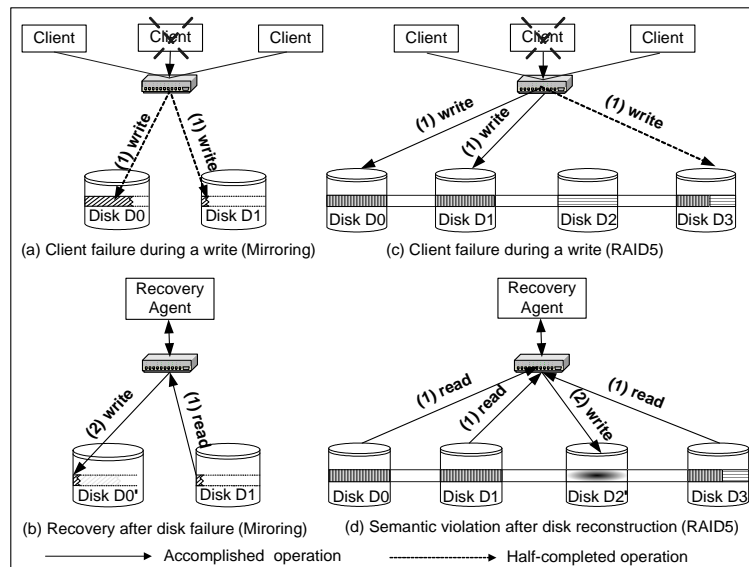 Client
Client
Client
(1) write
(1) write
Disk D0
Disk D1
(a) Client failure during a write (Mirroring)
Client
Client
Client
(1) write
(1) write
(1) write
Disk D0
Disk D1
Disk D2
Disk D3
(c) Client failure during a write (RAID5)
Recovery
Agent
(2) write
(1) read
Disk D0'
Disk D1
(b) Recovery after disk failure (Miroring)
Recovery
Agent
(1) read
(1) read
(2) write
(1) read
Disk D0
Disk D1
Disk D2'
Disk D3
(d) Semantic violation after disk reconstruction (RAID5)
Accomplished operation
Half-completed operation